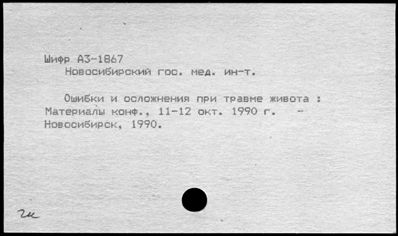 Шифр А3-1867
Новосибирский гос. мед. ин-т.
Ошибки и осложнения при травме живота :
Материалы конф., 11-12 окт. 1990 г. -
Новосибирск, 1990.